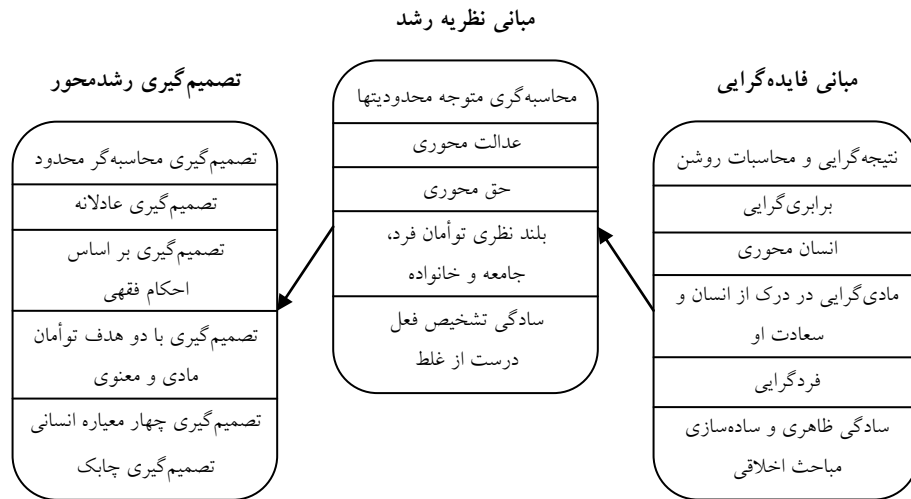 مبانی نظریه رشد
مبانی فایده‌گرایی
نتیجه‌گرایی و محاسبات روشن
برابری‌گرایی
انسان محوری
مادی‌گرایی در درک از انسان و
سعادت او
فردگرایی
سادگی ظاهری و ساده‌سازی
مباحث اخلاقی
محاسبه‌گری متوجه محدودیتها
عدالت محوری
حق محوری
بلند نظری توأمان فرد،
جامعه و خانواده
سادگی تشخیص فعل
درست از غلط
تصمیم‌گیری رشدمحور
تصمیم‌گیری محاسبه‌گر محدود
تصمیم‌گیری عادلانه
تصمیم‌گیری بر اساس
احکام فقهی
تصمیم‌گیری با دو هدف توأمان
مادی و معنوی
تصمیم‌گیری چهار معیاره انسانی
تصمیم‌گیری چابک